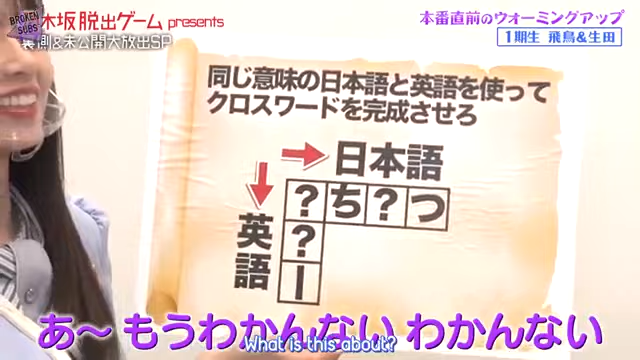 BROKEN SUBS
木坂脱出ゲーム presents
裏側&未公開大放出SP
本番直前のウォーミングアップ
1期生 飛鳥&生田
同じ意味の日本語と英語を使って
クロスワードを完成させろ
日本語
?ち?つ
英語
?
ー
あ〜もうわかんない わかんない
What is this about?